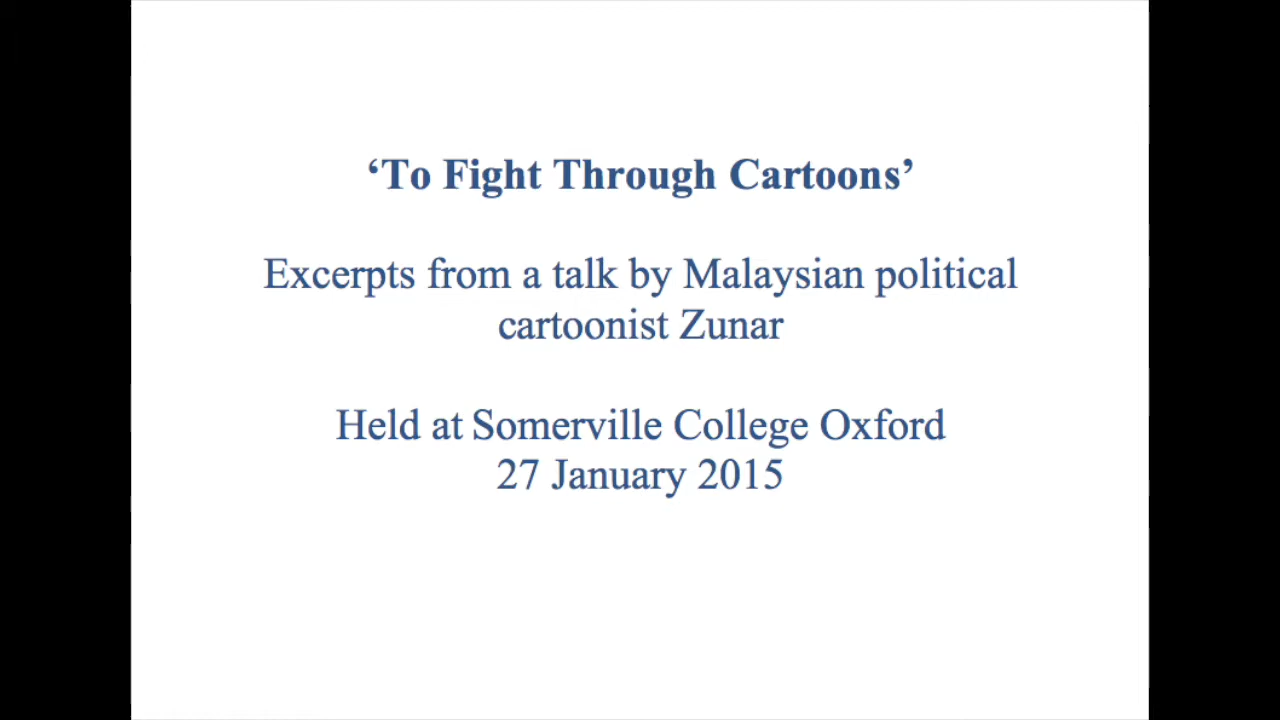 ‘To Fight Through Cartoons’
Excerpts from a talk by Malaysian political
cartoonist Zunar
Held at Somerville College Oxford
27 January 2015